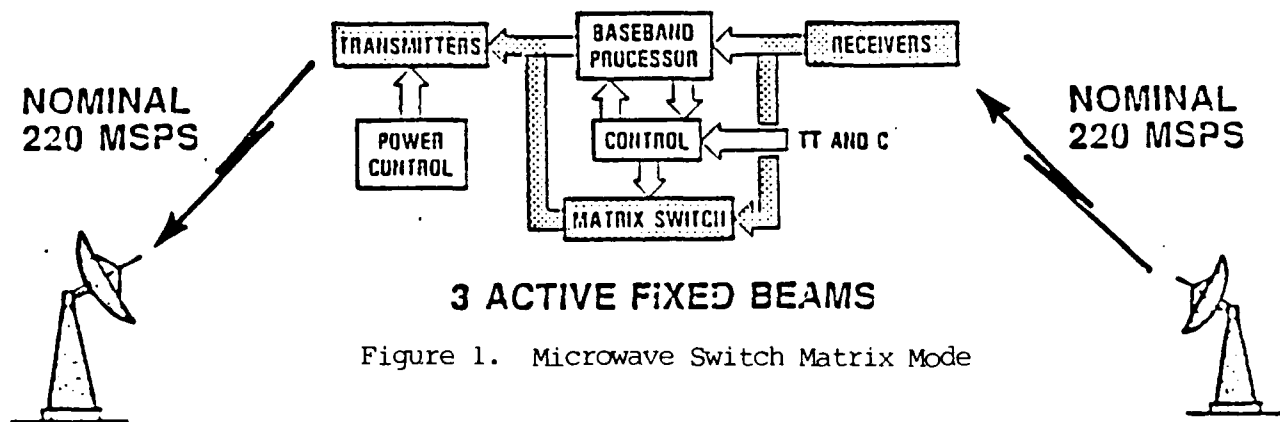 TRANSMITTERS
BASEBAND
PROCESSOR
RECEIVERS
NOMINAL
220 MSPS
NOMINAL
220 MSPS
POWER
CONTROL
CONTROL
TT AND C
MATRIX SWITCH
3 ACTIVE FIXED BEAMS
Figure 1. Microwave Switch Matrix Mode